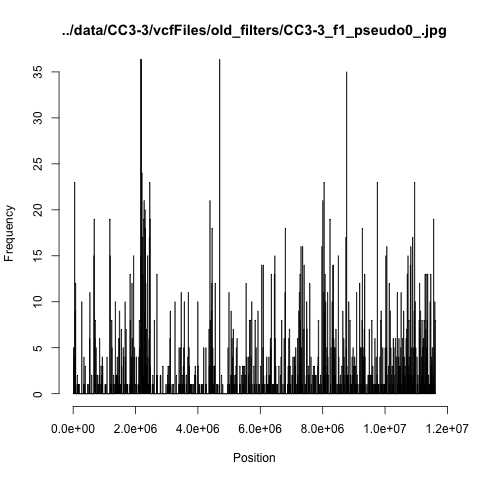 ../data/CC3-3/vcfFiles/old_filters/CC3-3_f1_pseudo0_.jpg
Frequency
35
30
25
20
15
10
5
0
0.0e+00 2.0e+06 4.0e+06 6.0e+06 8.0e+06 1.0e+07 1.2e+07
Position